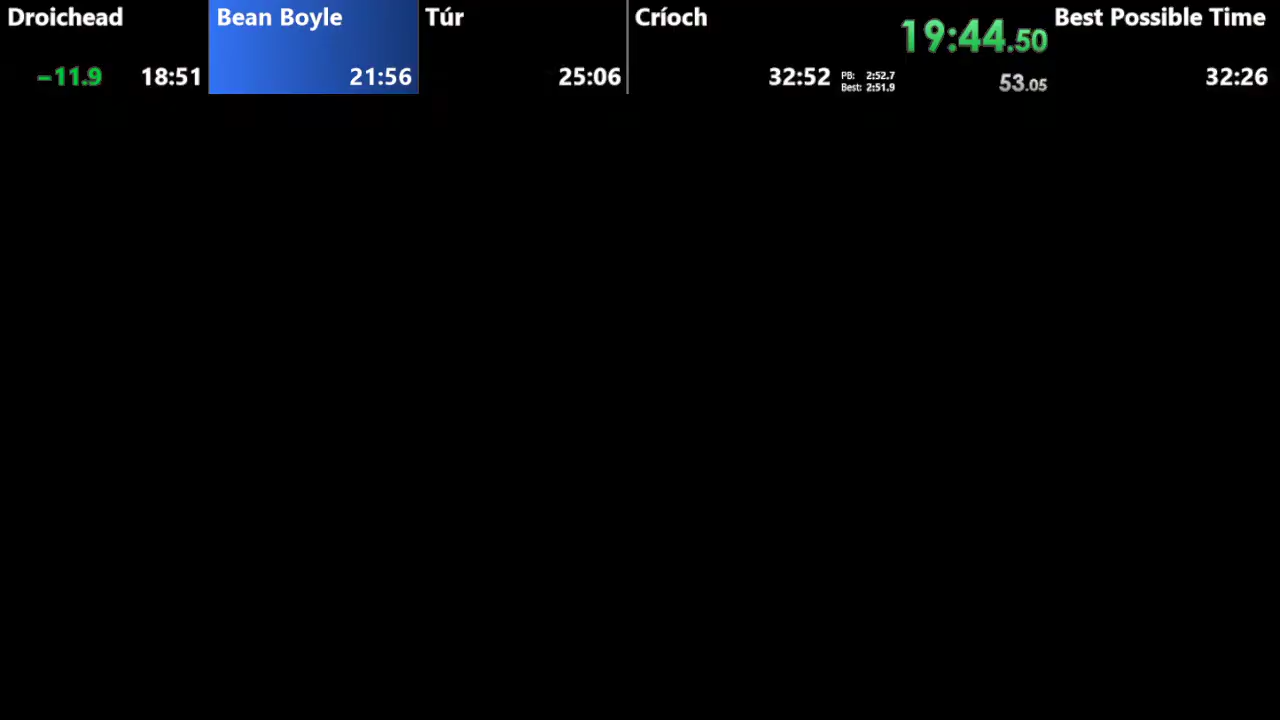 Droichead
−11.9 18:51
Bean Boyle
21:56
Túr
25:06
Críoch
32:52
PB: 2:52.7
Best: 2:51.9
19:44.50
53.05
Best Possible Time
32:26